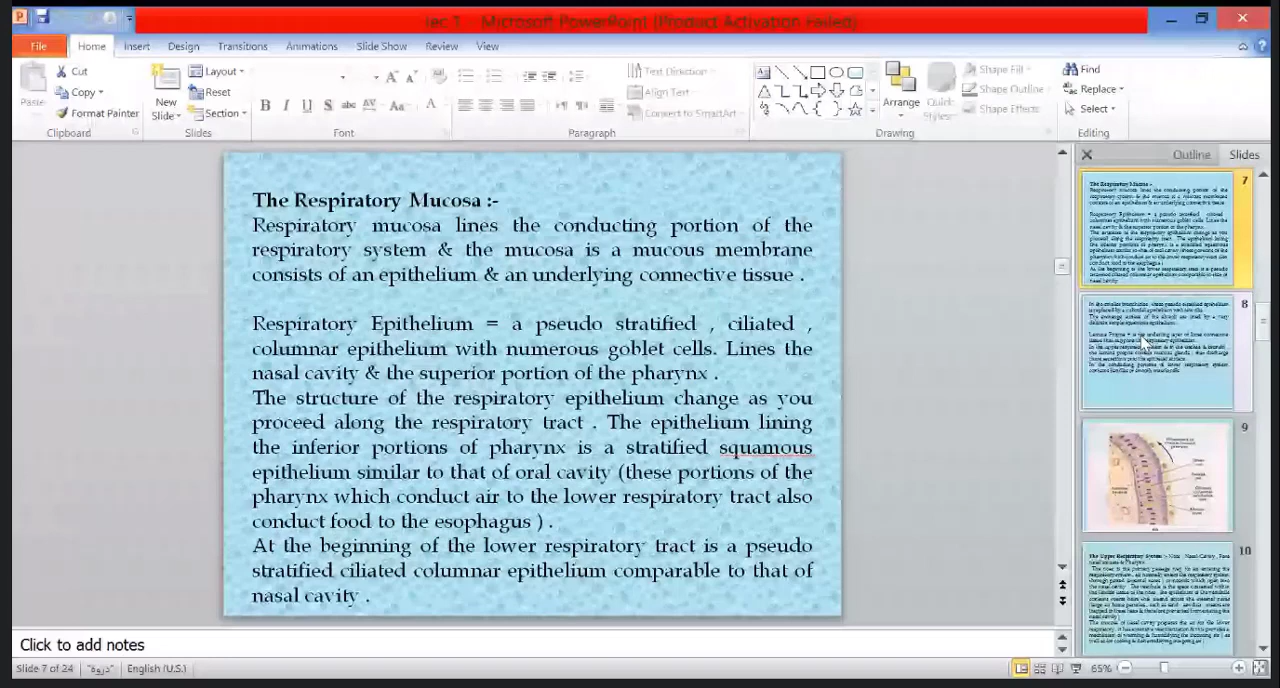 lec 1 - Microsoft PowerPoint (Product Activation Failed)
File Home Insert Design Transitions Animations Slide Show Review View
Paste
Cut
Copy
Format Painter
Clipboard
New Slide
Layout
Reset
Section
Slides
Font
Text Direction
Align Text
Convert to SmartArt
Paragraph
Arrange
Quick Styles
Shape Fill
Shape Outline
Shape Effects
Drawing
Find
Replace
Select
Editing
The Respiratory Mucosa :-
Respiratory mucosa lines the conducting portion of the
respiratory system & the mucosa is a mucous membrane
consists of an epithelium & an underlying connective tissue .
Respiratory Epithelium = a pseudo stratified , ciliated ,
columnar epithelium with numerous goblet cells. Lines the
nasal cavity & the superior portion of the pharynx .
The structure of the respiratory epithelium change as you
proceed along the respiratory tract . The epithelium lining
the inferior portions of pharynx is a stratified squamous
epithelium similar to that of oral cavity (these portions of the
pharynx which conduct air to the lower respiratory tract also
conduct food to the esophagus ) .
At the beginning of the lower respiratory tract is a pseudo
stratified ciliated columnar epithelium comparable to that of
nasal cavity .
Outline Slides
7
8
9
10
Click to add notes
Slide 7 of 24 "دروة" English (U.S.) 65%